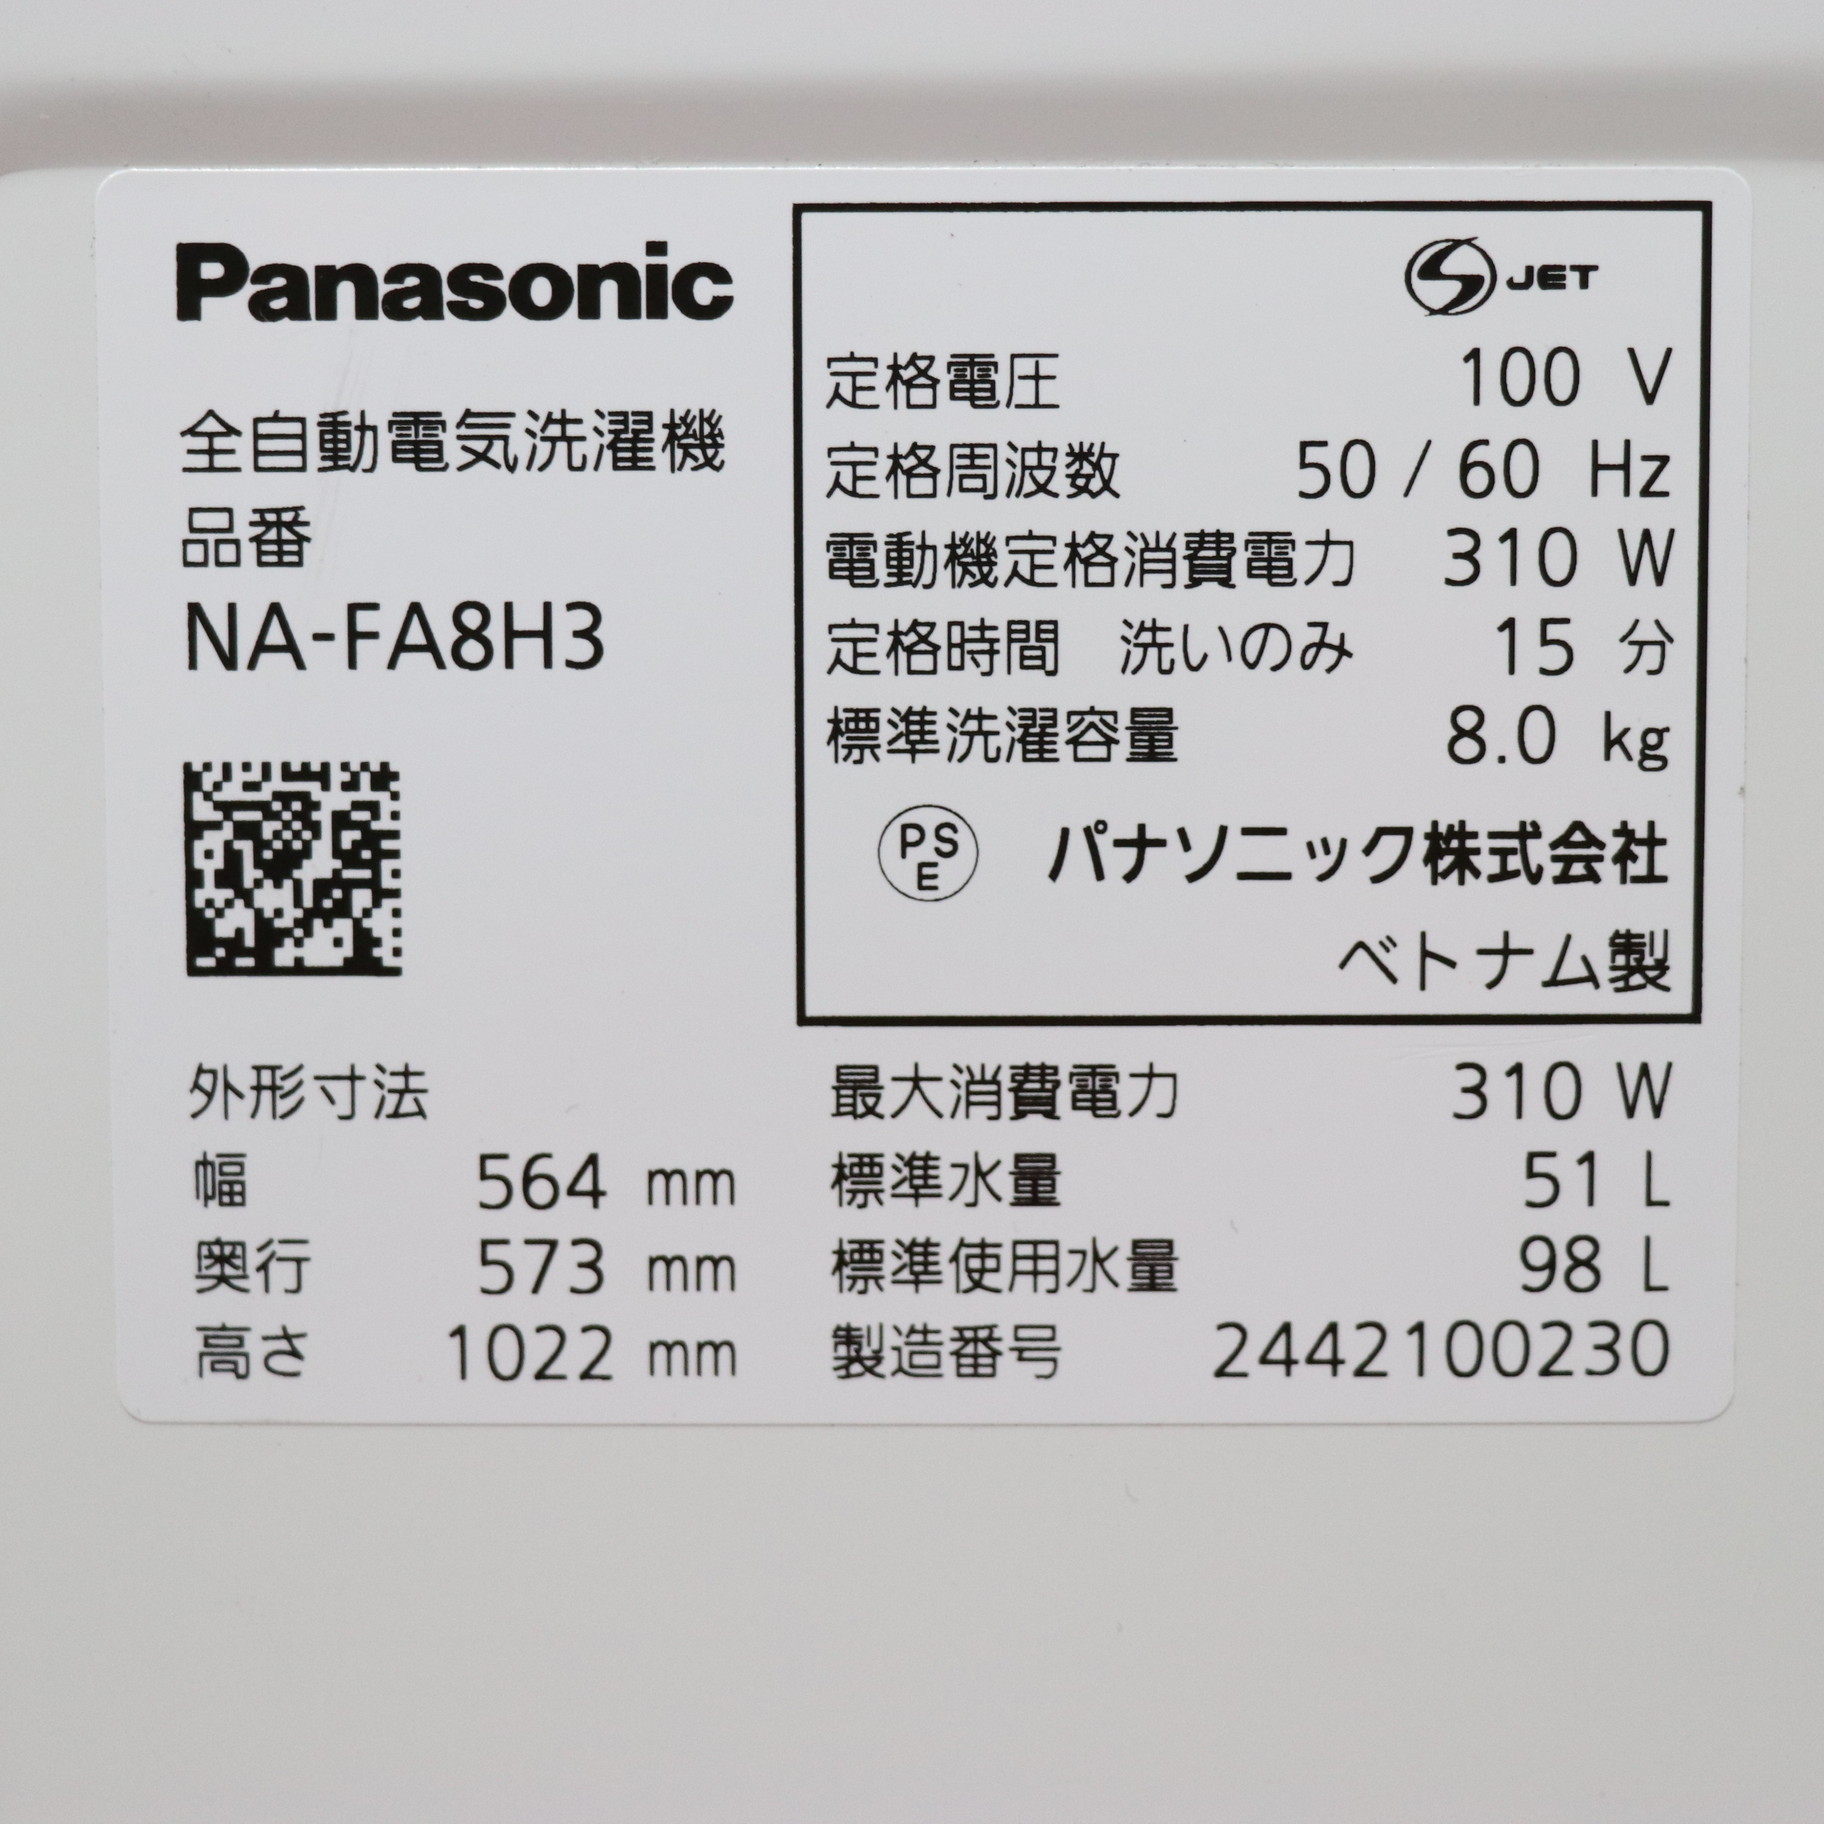 Panasonic
全自動電気洗濯機
品番
NA-FA8H3
S JET
定格電圧 100 V
定格周波数 50 / 60 Hz
電動機定格消費電力 310 W
定格時間 洗いのみ 15 分
標準洗濯容量 8.0 kg
PS
E
パナソニック株式会社
ベトナム製
外形寸法
幅 564 mm
奥行 573 mm
高さ 1022 mm
最大消費電力 310 W
標準水量 51 L
標準使用水量 98 L
製造番号 2442100230